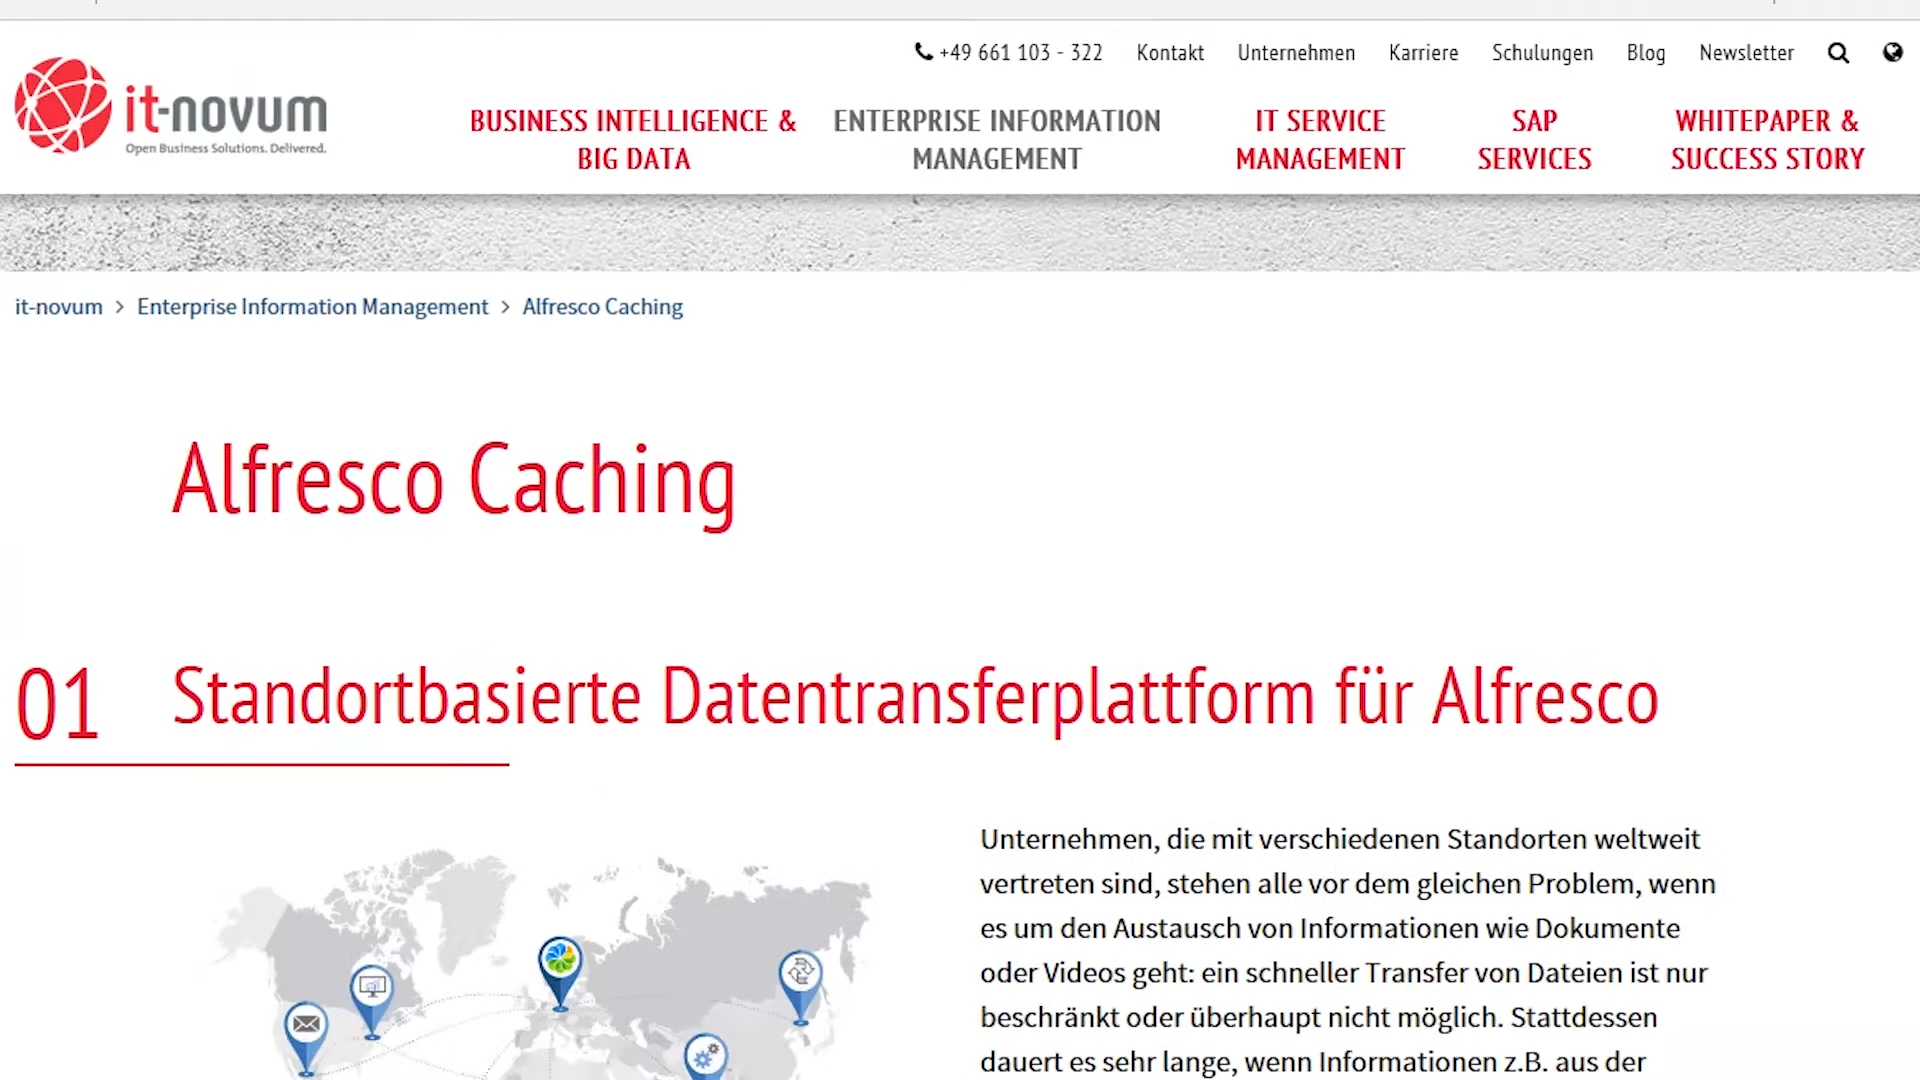 +49 661 103 - 322 Kontakt Unternehmen Karriere Schulungen Blog Newsletter
it-novum
Open Business Solutions. Delivered.
BUSINESS INTELLIGENCE &
BIG DATA
ENTERPRISE INFORMATION
MANAGEMENT
IT SERVICE
MANAGEMENT
SAP
SERVICES
WHITEPAPER &
SUCCESS STORY
it-novum > Enterprise Information Management > Alfresco Caching
Alfresco Caching
01 Standortbasierte Datentransferplattform für Alfresco
Unternehmen, die mit verschiedenen Standorten weltweit
vertreten sind, stehen alle vor dem gleichen Problem, wenn
es um den Austausch von Informationen wie Dokumente
oder Videos geht: ein schneller Transfer von Dateien ist nur
beschränkt oder überhaupt nicht möglich. Stattdessen
dauert es sehr lange, wenn Informationen z.B. aus der